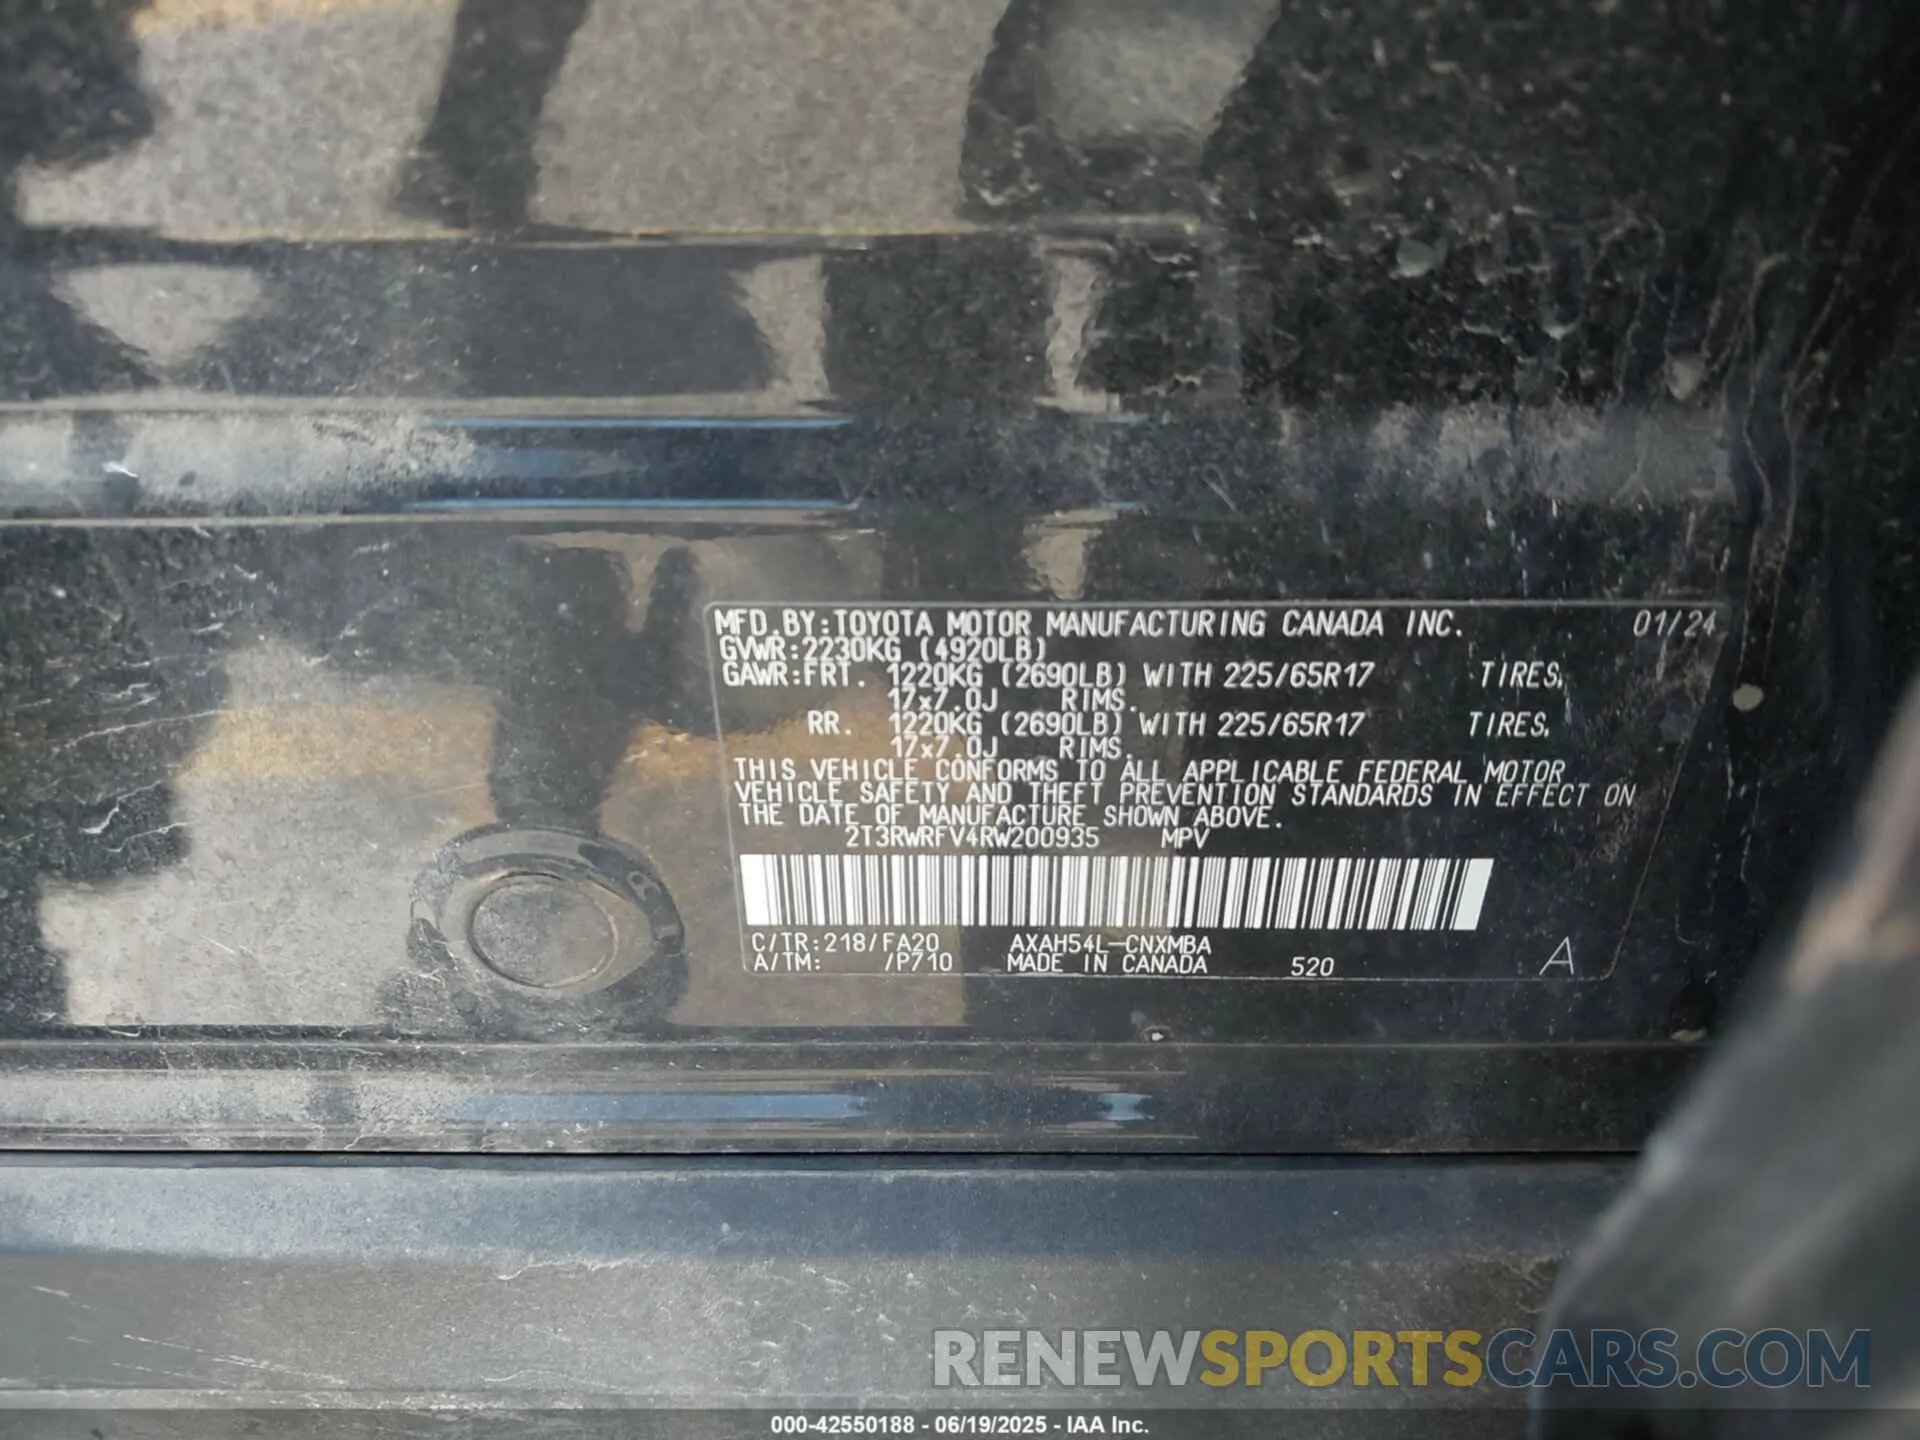 MFD.BY:TOYOTA MOTOR MANUFACTURING CANADA INC. 01/24
GVWR:2230KG (4920LB)
GAWR:FRT. 1220KG (2690LB) WITH 225/65R17 TIRES,
17x7.0J RIMS.
RR. 1220KG (2690LB) WITH 225/65R17 TIRES,
17x7.0J RIMS.
THIS VEHICLE CONFORMS TO ALL APPLICABLE FEDERAL MOTOR
VEHICLE SAFETY AND THEFT PREVENTION STANDARDS IN EFFECT ON
THE DATE OF MANUFACTURE SHOWN ABOVE.
2T3RWRFV4RW200935 MPV
C/TR:218/FA20 AXAH54L-CNXMBA
A/TM: /P710 MADE IN CANADA 520 A
RENEWSPORTSCARS.COM
000-42550188 - 06/19/2025 - IAA Inc.